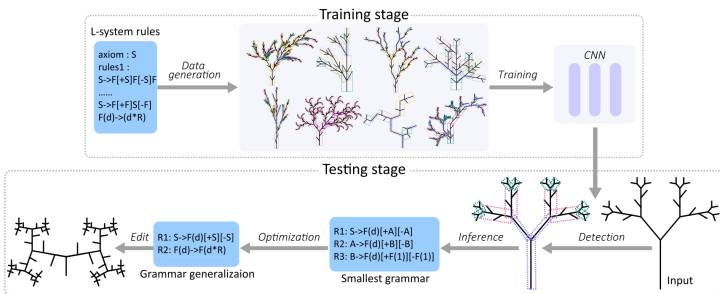 Training stage
L-system rules
axiom : S
rules1 :
S->F[+S]F[-S]F
......
S->F[+F]S[-F]
F(d)->(d*R)
Data
generation
Training
CNN
Testing stage
Edit
R1: S->F(d)[+S][-S]
R2: F(d)->F(d*R)
Grammar generalizaion
Optimization
R1: S->F(d)[+A][-A]
R2: A->F(d)[+B][-B]
R3: B->F(d)[+F(1)][-F(1)]
Smallest grammar
Inference
Detection
Input